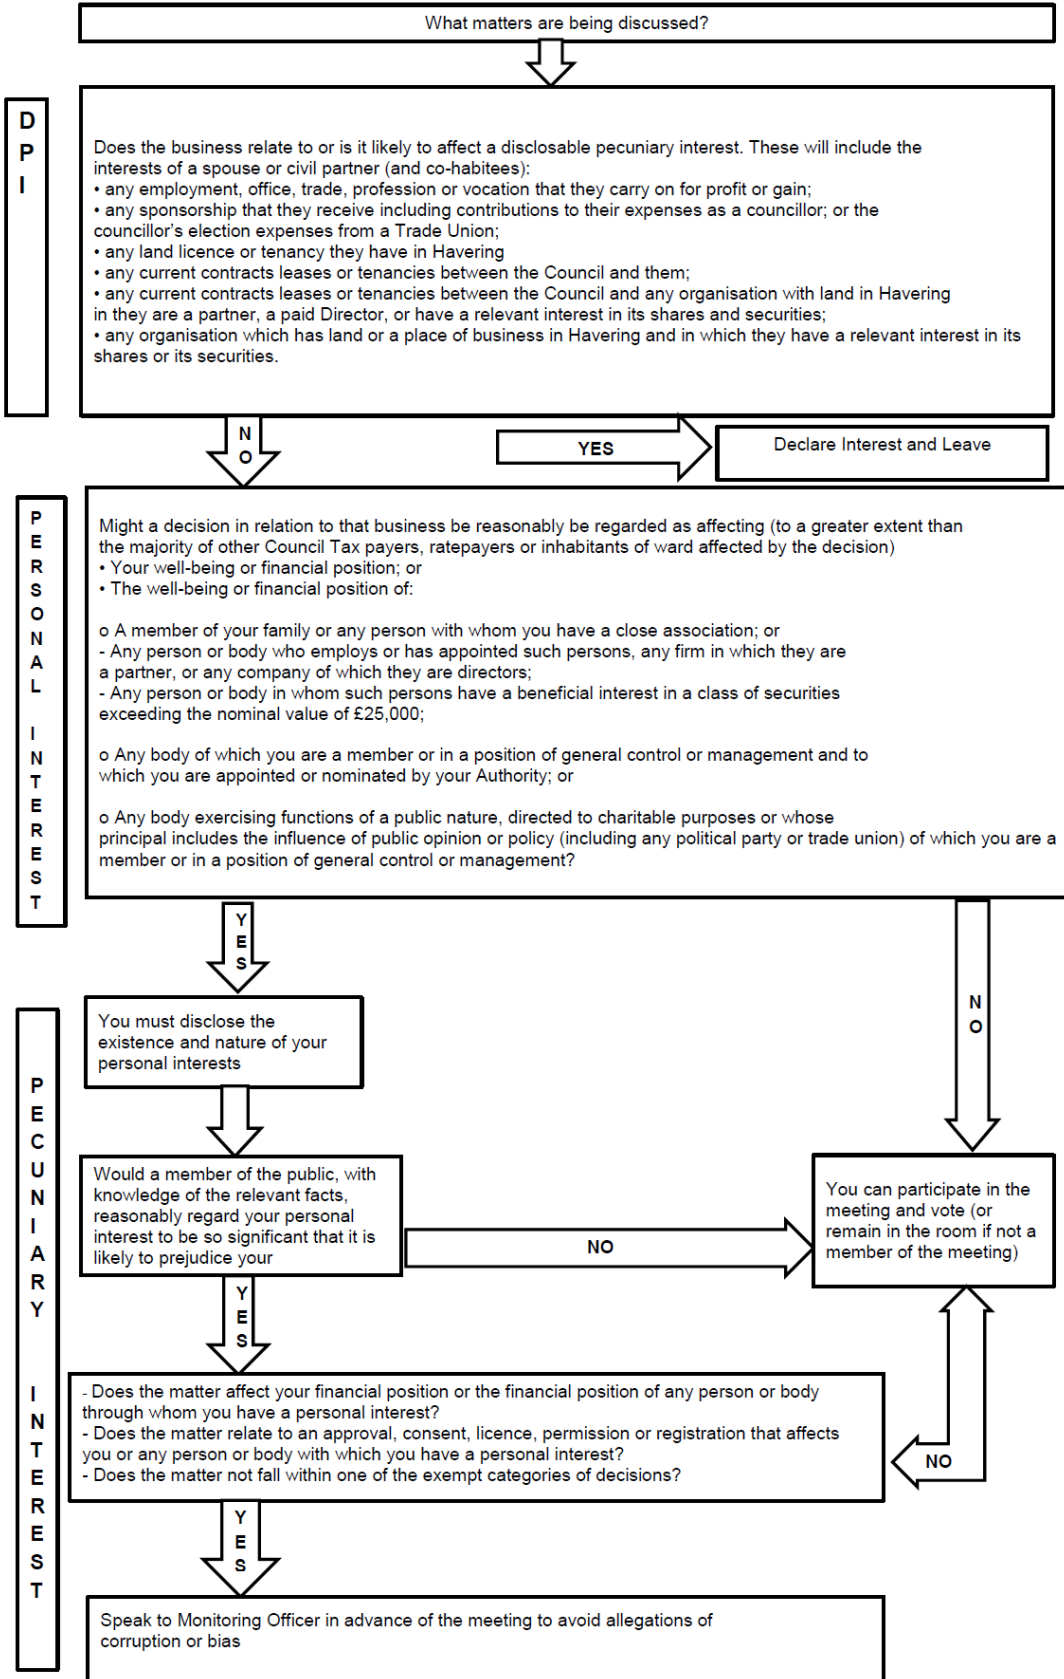 What matters are being discussed?
D
P
I
Does the business relate to or is it likely to affect a disclosable pecuniary interest. These will include the
interests of a spouse or civil partner (and co-habitees):
• any employment, office, trade, profession or vocation that they carry on for profit or gain;
• any sponsorship that they receive including contributions to their expenses as a councillor; or the
councillor's election expenses from a Trade Union;
• any land licence or tenancy they have in Havering
• any current contracts leases or tenancies between the Council and them;
• any current contracts leases or tenancies between the Council and any organisation with land in Havering
in they are a partner, a paid Director, or have a relevant interest in its shares and securities;
• any organisation which has land or a place of business in Havering and in which they have a relevant interest in its
shares or its securities.
N
O
YES
Declare Interest and Leave
P
E
R
S
O
N
A
L
I
N
T
E
R
E
S
T
Might a decision in relation to that business be reasonably be regarded as affecting (to a greater extent than
the majority of other Council Tax payers, ratepayers or inhabitants of ward affected by the decision)
• Your well-being or financial position; or
• The well-being or financial position of:
o A member of your family or any person with whom you have a close association; or
- Any person or body who employs or has appointed such persons, any firm in which they are
a partner, or any company of which they are directors;
- Any person or body in whom such persons have a beneficial interest in a class of securities
exceeding the nominal value of £25,000;
o Any body of which you are a member or in a position of general control or management and to
which you are appointed or nominated by your Authority; or
o Any body exercising functions of a public nature, directed to charitable purposes or whose
principal includes the influence of public opinion or policy (including any political party or trade union) of which you are a
member or in a position of general control or management?
Y
E
S
N
O
P
E
C
U
N
I
A
R
Y
I
N
T
E
R
E
S
T
You must disclose the
existence and nature of your
personal interests
Would a member of the public, with
knowledge of the relevant facts,
reasonably regard your personal
interest to be so significant that it is
likely to prejudice your
NO
You can participate in the
meeting and vote (or
remain in the room if not a
member of the meeting)
Y
E
S
- Does the matter affect your financial position or the financial position of any person or body
through whom you have a personal interest?
- Does the matter relate to an approval, consent, licence, permission or registration that affects
you or any person or body with which you have a personal interest?
- Does the matter not fall within one of the exempt categories of decisions?
NO
Y
E
S
Speak to Monitoring Officer in advance of the meeting to avoid allegations of
corruption or bias